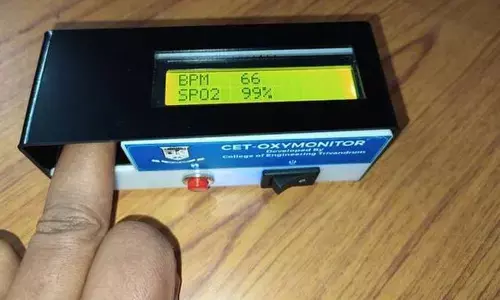 BPM 66
SPO2 99%
CET-OXYMONITOR
Developed By
College of Engineering Trivandrum